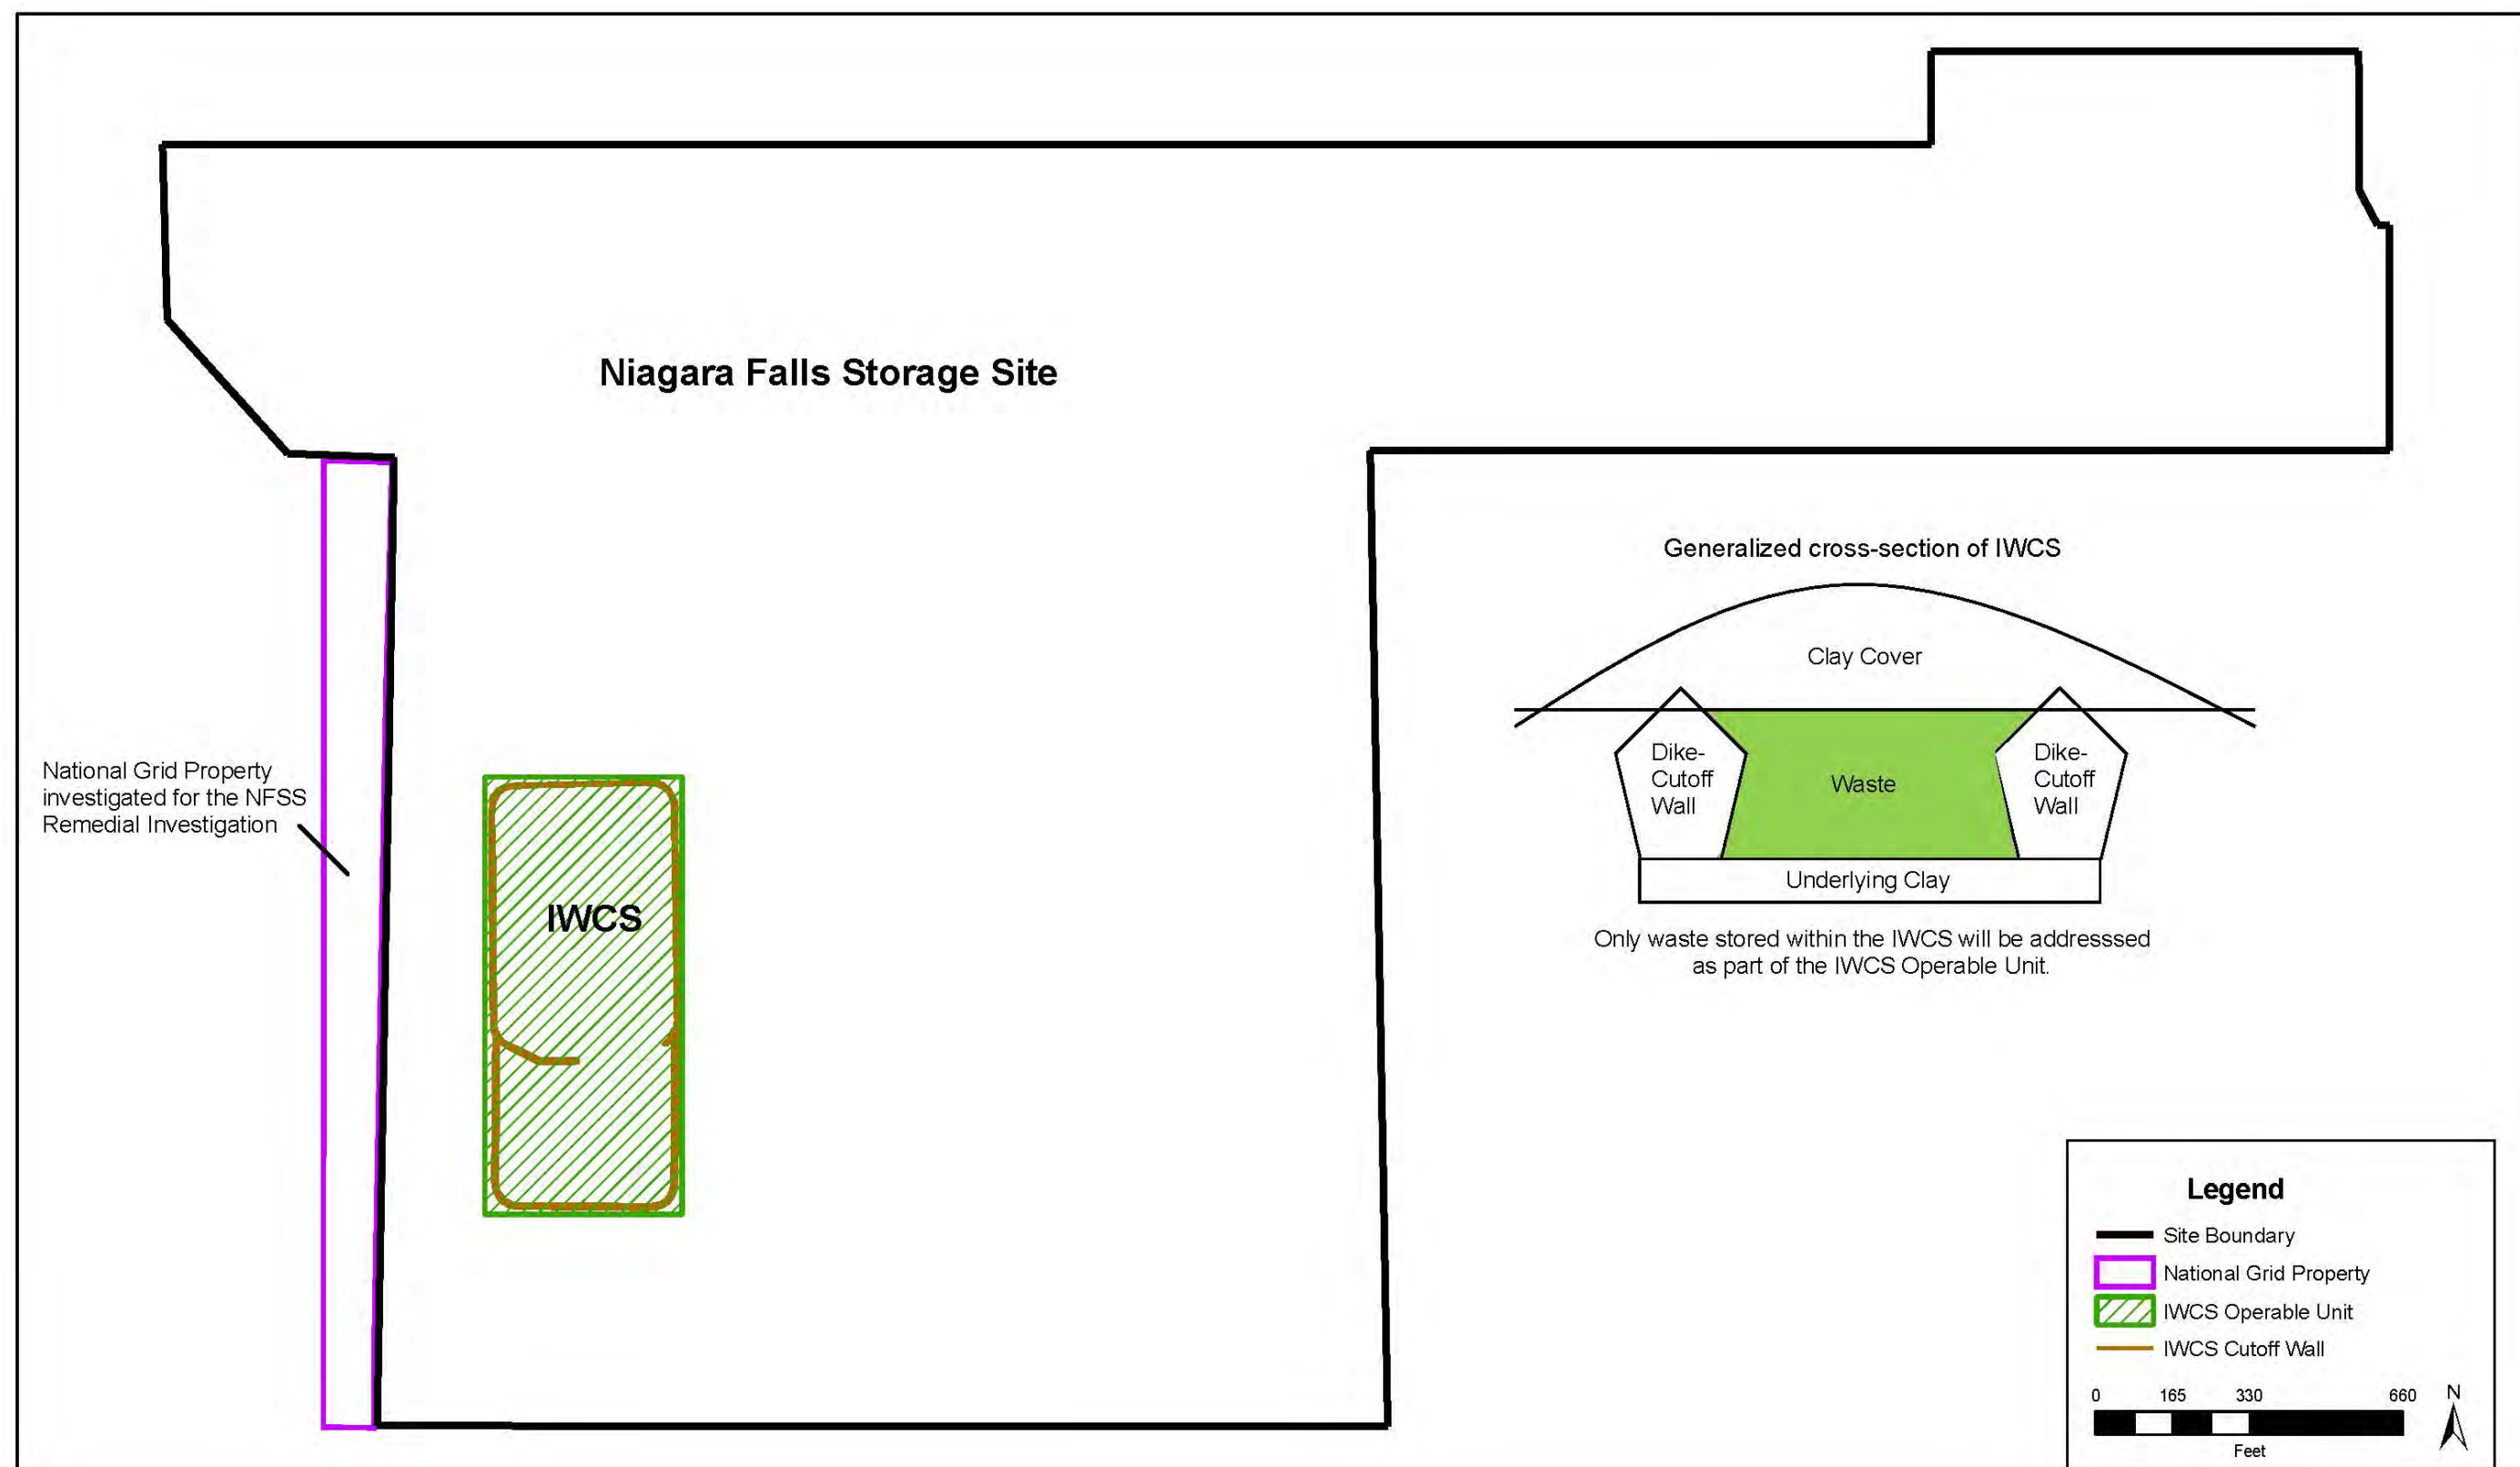 Niagara Falls Storage Site
Generalized cross-section of IWCS
Clay Cover
Dike-
Cutoff
Wall
Waste
Dike-
Cutoff
Wall
Underlying Clay
Only waste stored within the IWCS will be addresssed
as part of the IWCS Operable Unit.
National Grid Property
investigated for the NFSS
Remedial Investigation
IWCS
Legend
Site Boundary
National Grid Property
IWCS Operable Unit
IWCS Cutoff Wall
0 165 330 660 N
Feet